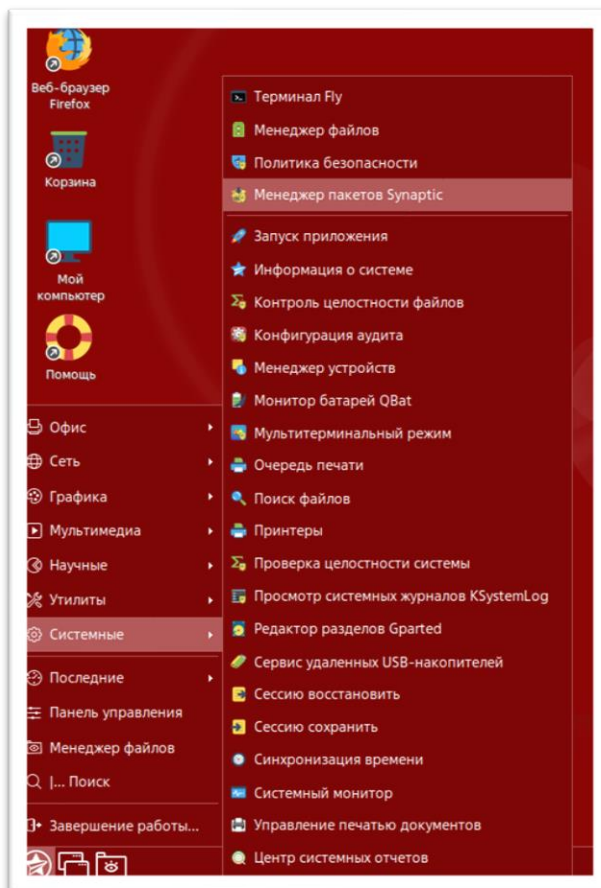 Веб-браузер
Firefox
Корзина
Мой
компьютер
Помощь
Офис
Сеть
Графика
Мультимедиа
Научные
Утилиты
Системные
Последние
Панель управления
Менеджер файлов
|... Поиск
Завершение работы...
Терминал Fly
Менеджер файлов
Политика безопасности
Менеджер пакетов Synaptic
Запуск приложения
Информация о системе
Контроль целостности файлов
Конфигурация аудита
Менеджер устройств
Монитор батарей QBat
Мультитерминальный режим
Очередь печати
Поиск файлов
Принтеры
Проверка целостности системы
Просмотр системных журналов KSystemLog
Редактор разделов Gparted
Сервис удаленных USB-накопителей
Сессию восстановить
Сессию сохранить
Синхронизация времени
Системный монитор
Управление печатью документов
Центр системных отчетов